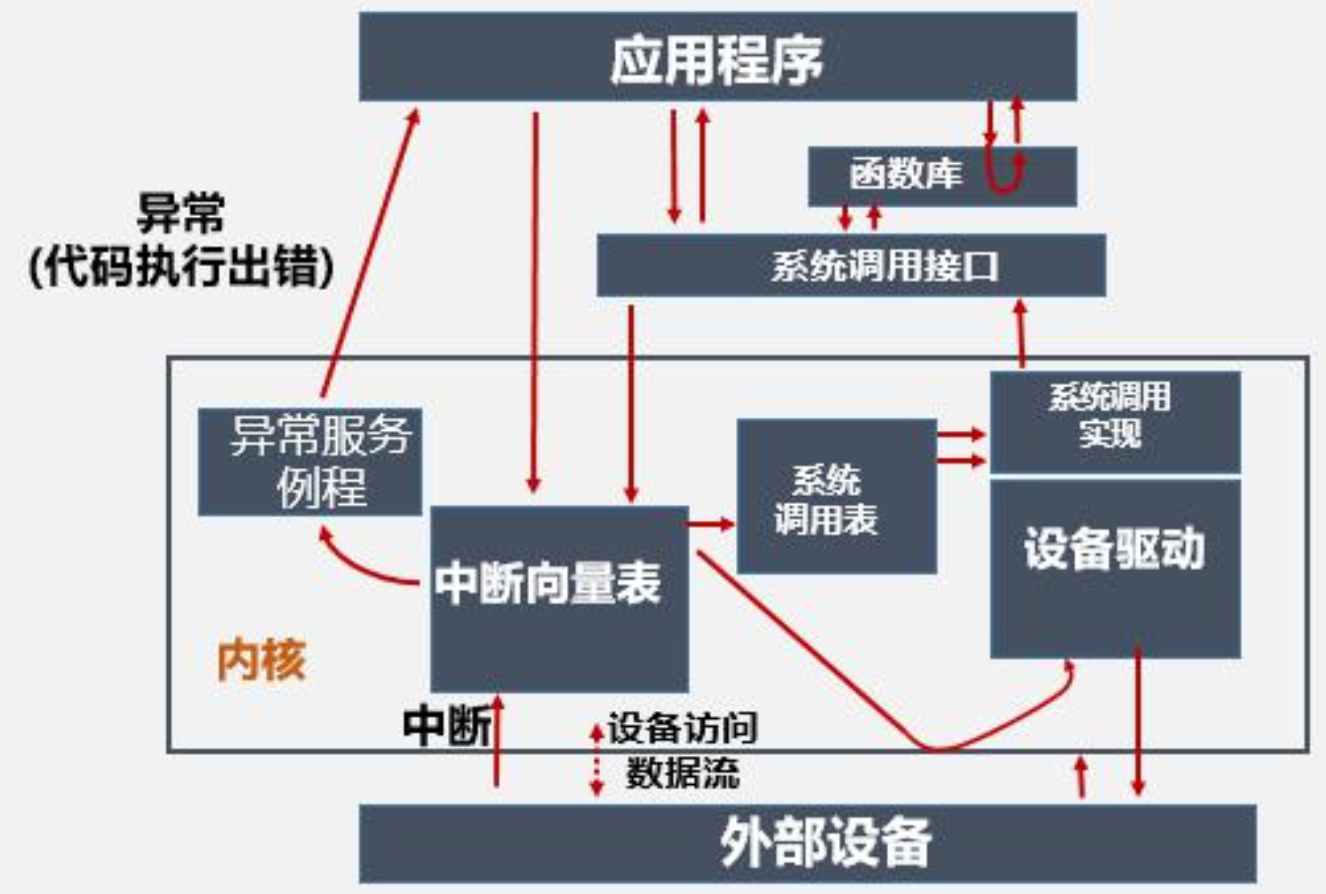 应用程序
函数库
异常
(代码执行出错)
系统调用接口
系统调用
实现
异常服务
例程
系统
调用表
设备驱动
中断向量表
内核
中断
设备访问
数据流
外部设备